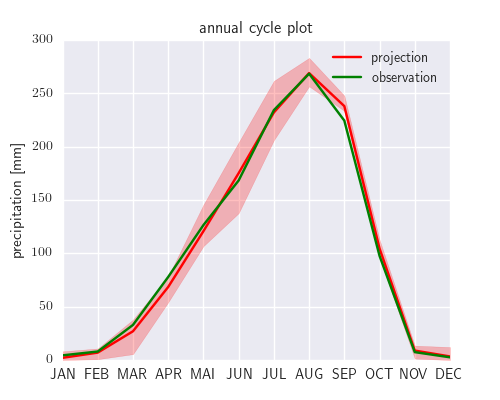 annual cycle plot
projection
observation
precipitation [mm]
300
250
200
150
100
50
0
JAN FEB MAR APR MAI JUN JUL AUG SEP OCT NOV DEC